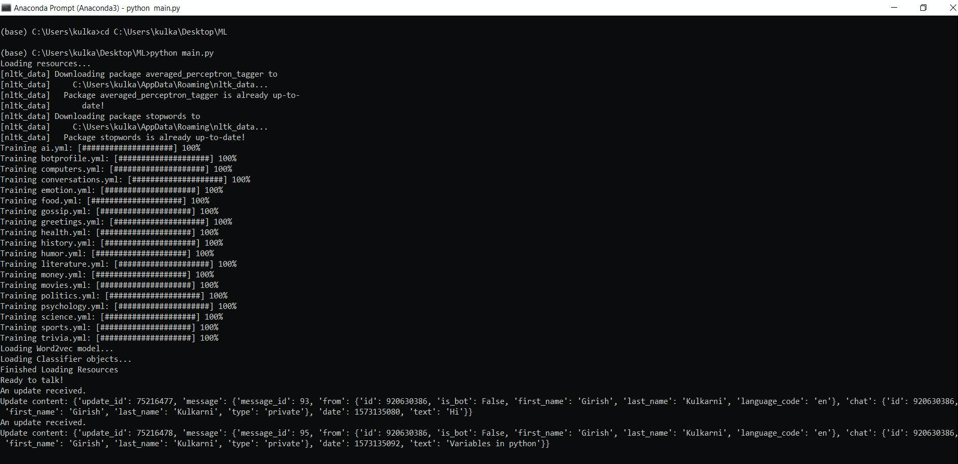 Anaconda Prompt (Anaconda3) - python  main.py
(base) C:\Users\kulka>cd C:\Users\kulka\Desktop\ML
(base) C:\Users\kulka\Desktop\ML>python main.py
Loading resources...
[nltk_data] Downloading package averaged_perceptron_tagger to
[nltk_data]     C:\Users\kulka\AppData\Roaming\nltk_data...
[nltk_data]   Package averaged_perceptron_tagger is already up-to-
[nltk_data]       date!
[nltk_data] Downloading package stopwords to
[nltk_data]     C:\Users\kulka\AppData\Roaming\nltk_data...
[nltk_data]   Package stopwords is already up-to-date!
Training ai.yml: [####################] 100%
Training botprofile.yml: [####################] 100%
Training computers.yml: [####################] 100%
Training conversations.yml: [####################] 100%
Training emotion.yml: [####################] 100%
Training food.yml: [####################] 100%
Training gossip.yml: [####################] 100%
Training greetings.yml: [####################] 100%
Training health.yml: [####################] 100%
Training history.yml: [####################] 100%
Training humor.yml: [####################] 100%
Training literature.yml: [####################] 100%
Training money.yml: [####################] 100%
Training movies.yml: [####################] 100%
Training politics.yml: [####################] 100%
Training psychology.yml: [####################] 100%
Training science.yml: [####################] 100%
Training sports.yml: [####################] 100%
Training trivia.yml: [####################] 100%
Loading Word2vec model...
Loading Classifier objects...
Finished Loading Resources
Ready to talk!
An update received.
Update content: {'update_id': 75216477, 'message': {'message_id': 93, 'from': {'id': 920630386, 'is_bot': False, 'first_name': 'Girish', 'last_name': 'Kulkarni', 'language_code': 'en'}, 'chat': {'id': 920630386,
 'first_name': 'Girish', 'last_name': 'Kulkarni', 'type': 'private'}, 'date': 1573135080, 'text': 'Hi'}}
An update received.
Update content: {'update_id': 75216478, 'message': {'message_id': 95, 'from': {'id': 920630386, 'is_bot': False, 'first_name': 'Girish', 'last_name': 'Kulkarni', 'language_code': 'en'}, 'chat': {'id': 920630386,
 'first_name': 'Girish', 'last_name': 'Kulkarni', 'type': 'private'}, 'date': 1573135092, 'text': 'Variables in python'}}